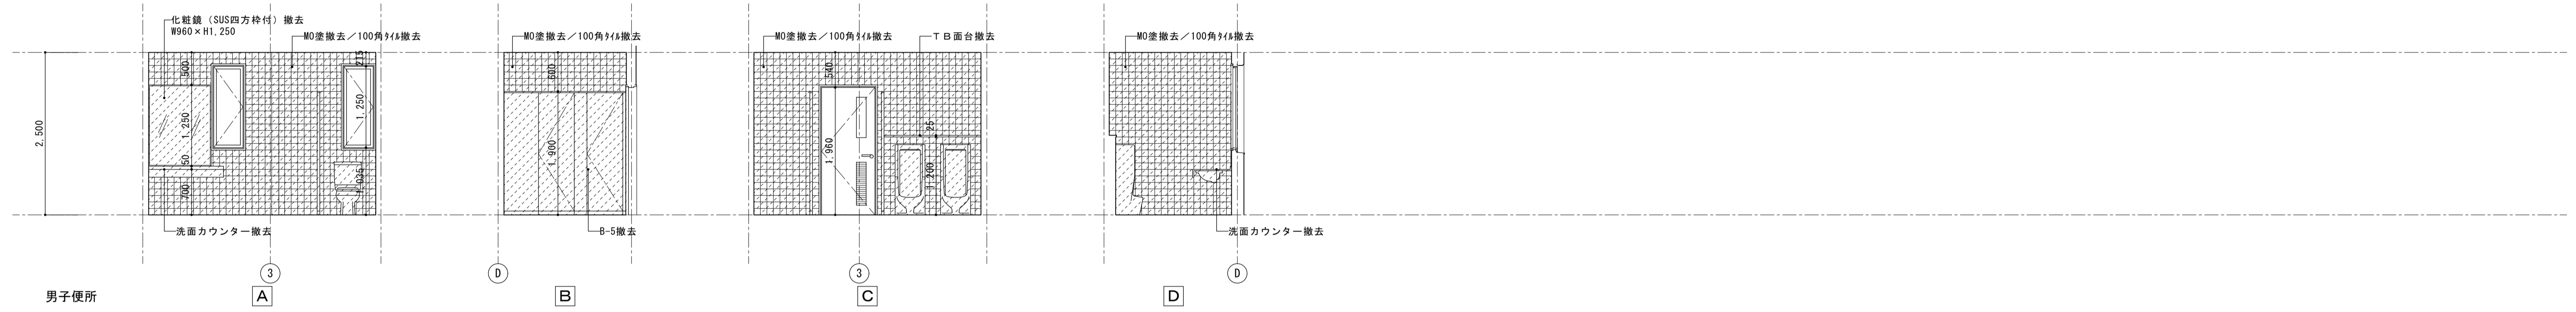 化粧鏡（SUS四方枠付）撤去
W960×H1,250
MO塗撤去／100角ﾀｲﾙ撤去
MO塗撤去／100角ﾀｲﾙ撤去
MO塗撤去／100角ﾀｲﾙ撤去
ＴＢ面台撤去
MO塗撤去／100角ﾀｲﾙ撤去
2,500
500
1,250
50
700
215
1,250
1,035
600
1,900
540
1,960
25
1,200
洗面カウンター撤去
B-5撤去
洗面カウンター撤去
3
D
3
D
男子便所
A
B
C
D